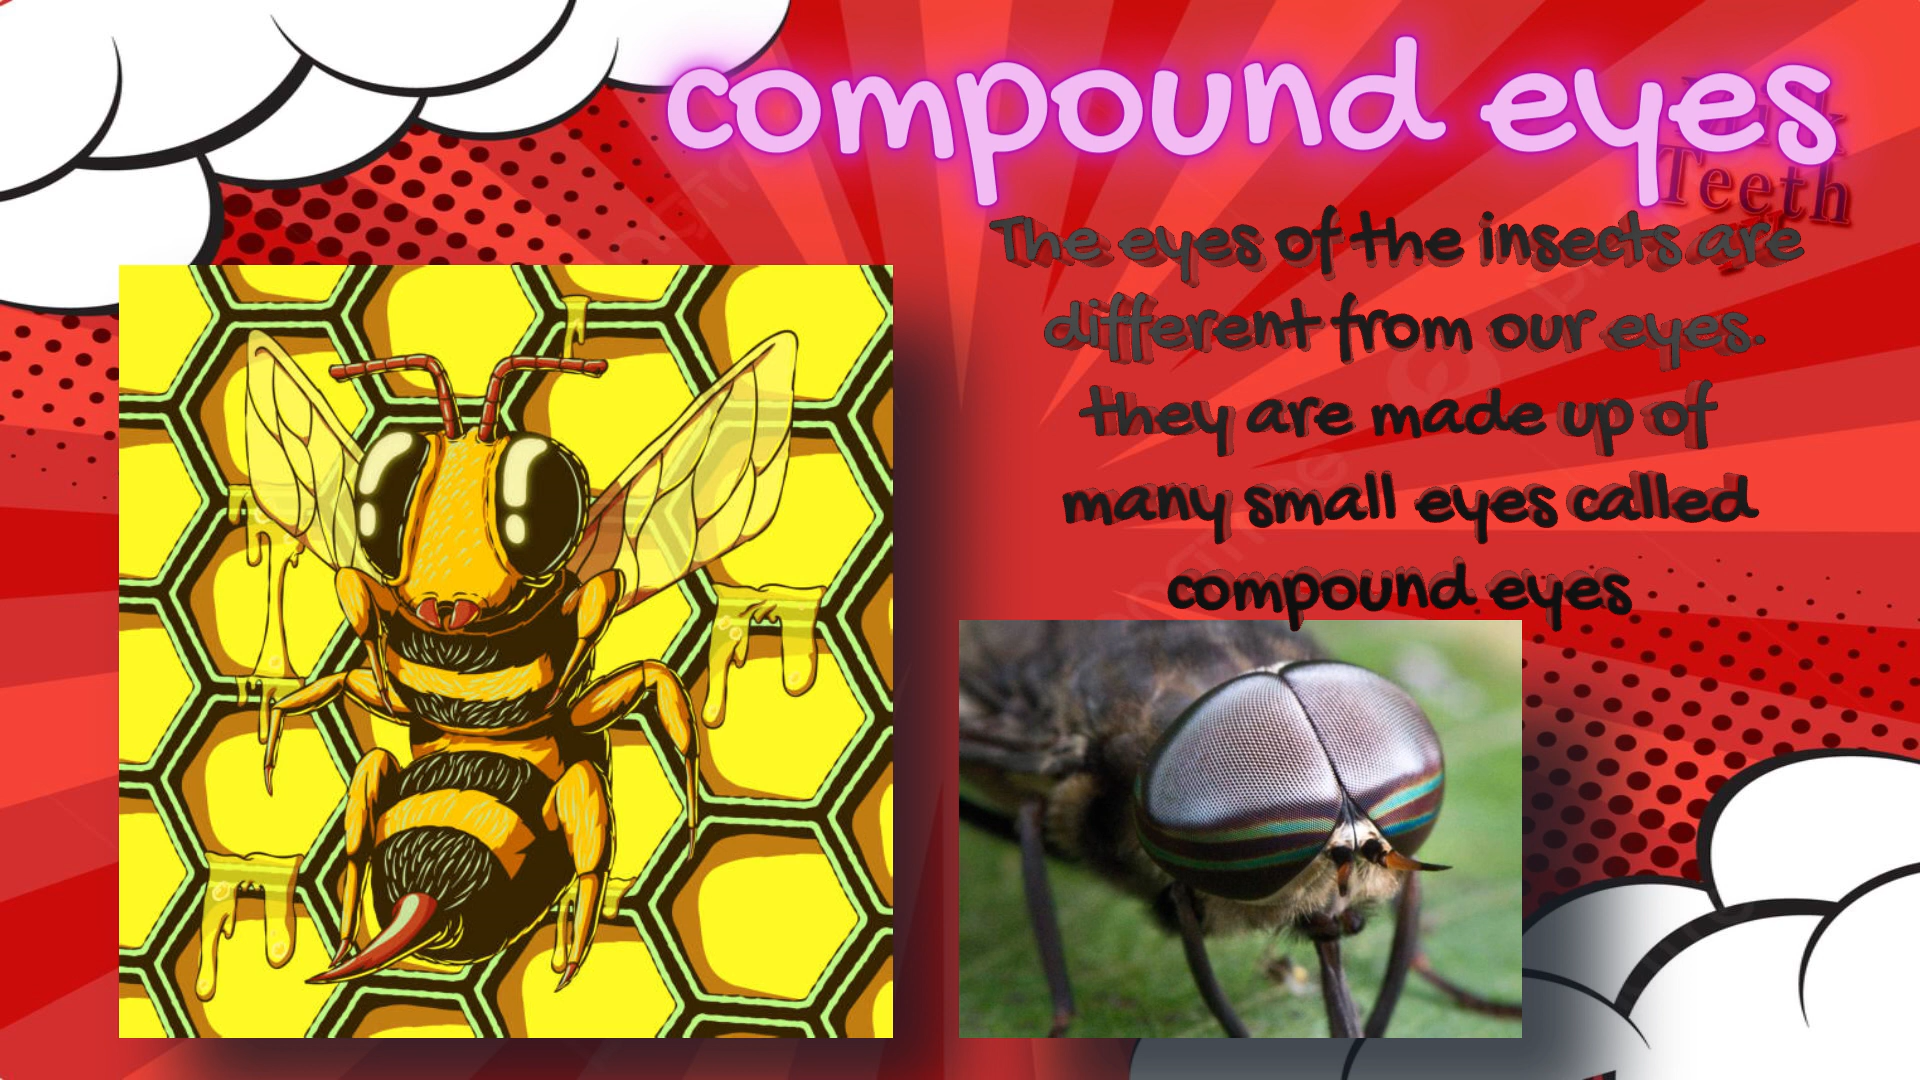 compound eyes
Milk
Teeth
The eyes of the insects are
different from our eyes.
they are made up of
many small eyes called
compound eyes